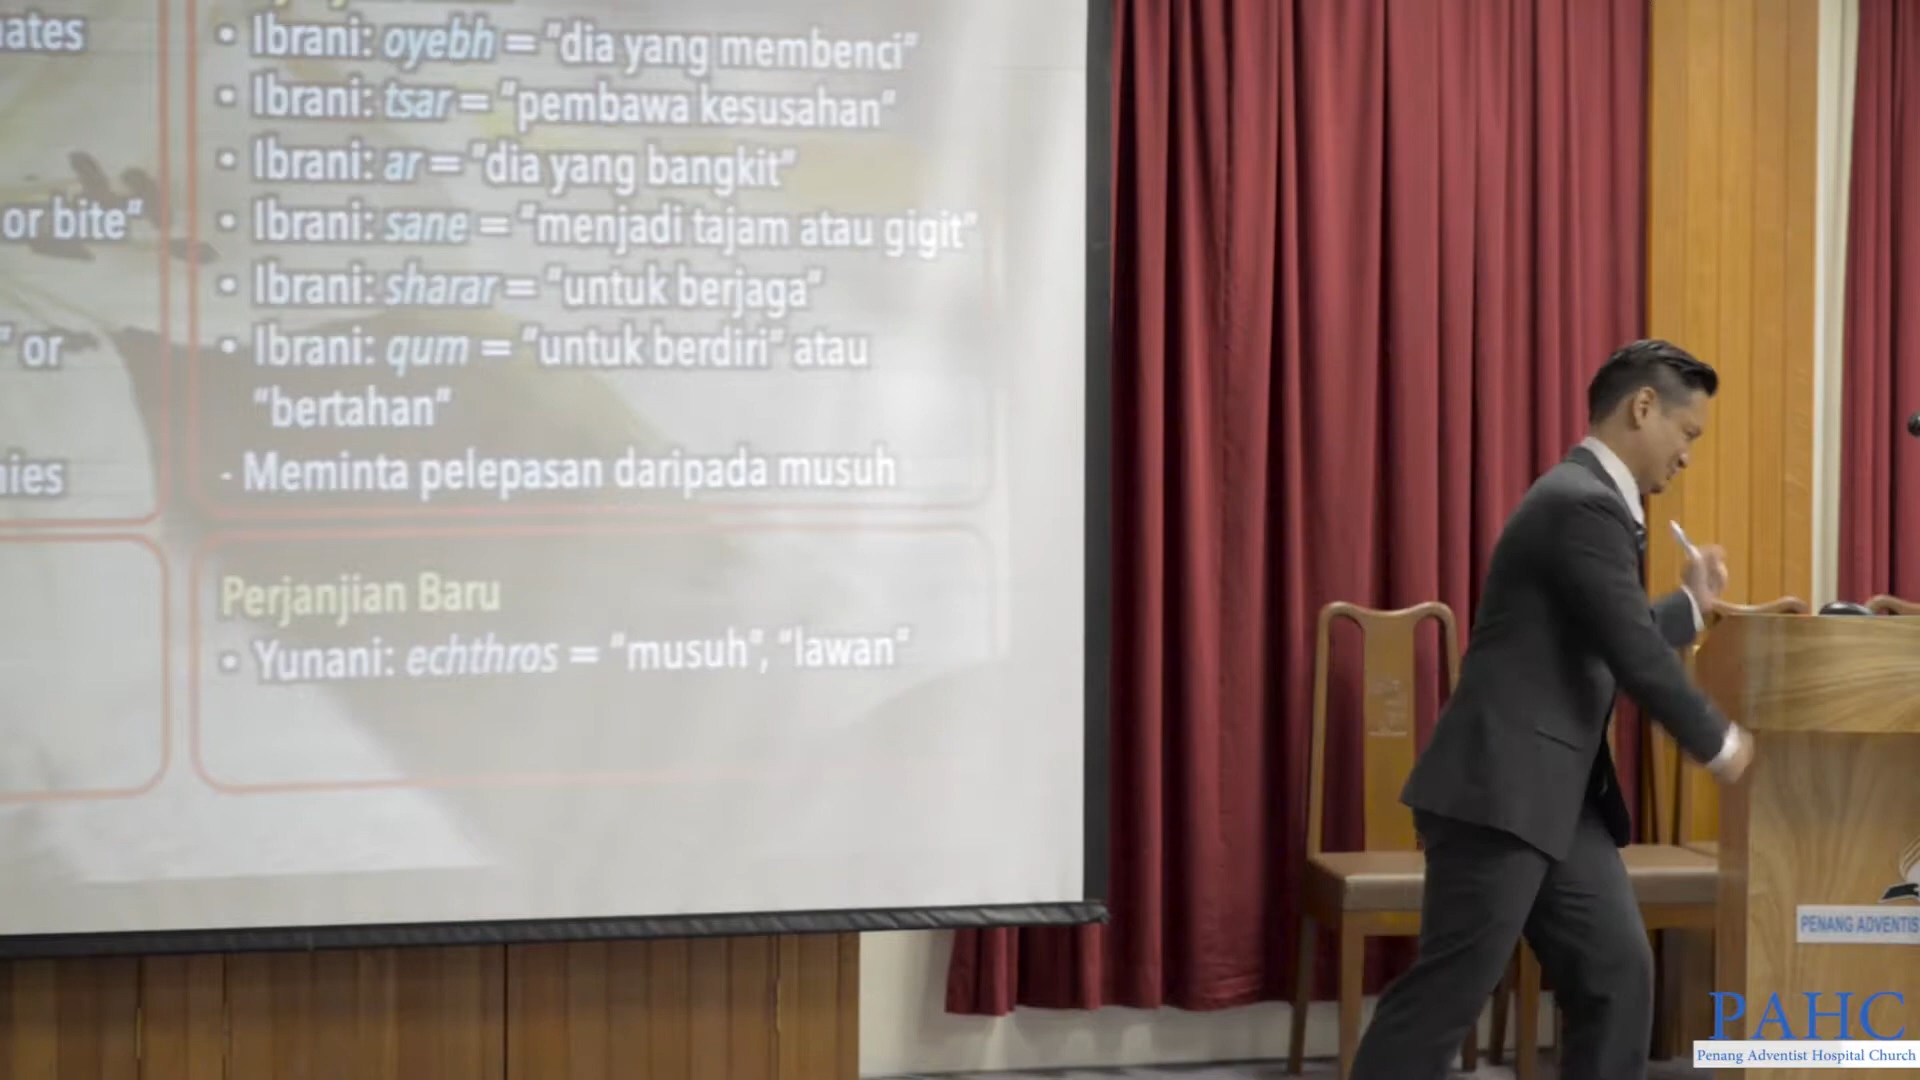 ates
or bite"
" or
nies
• Ibrani: oyebh = "dia yang membenci"
• Ibrani: tsar = "pembawa kesusahan"
• Ibrani: ar = "dia yang bangkit"
• Ibrani: sane = "menjadi tajam atau gigit"
• Ibrani: sharar = "untuk berjaga"
• Ibrani: qum = "untuk berdiri" atau
"bertahan"
- Meminta pelepasan daripada musuh
Perjanjian Baru
• Yunani: echthros = "musuh", "lawan"
PENANG ADVENTIS
PAHC
Penang Adventist Hospital Church